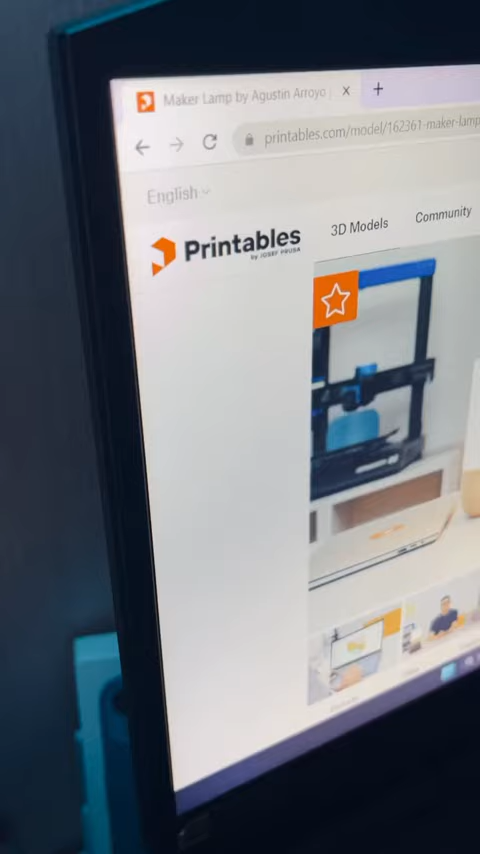 Maker Lamp by Agustin Arroyo
printables.com/model/162361-maker-lamp
English
Printables
by JOSEF PRUSA
3D Models
Community